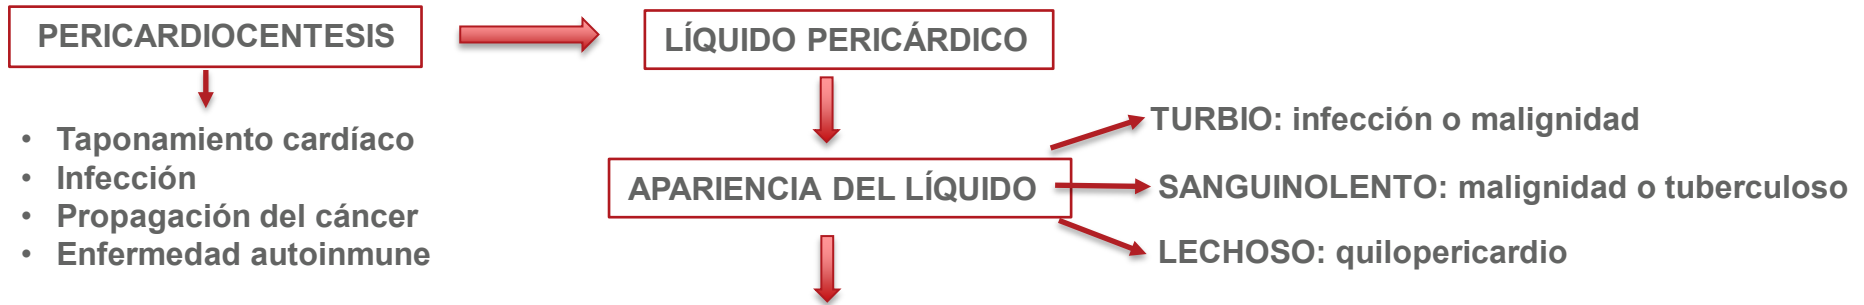 PERICARDIOCENTESIS
• Taponamiento cardíaco
• Infección
• Propagación del cáncer
• Enfermedad autoinmune
LÍQUIDO PERICÁRDICO
APARIENCIA DEL LÍQUIDO
TURBIO: infección o malignidad
SANGUINOLENTO: malignidad o tuberculoso
LECHOSO: quilopericardio